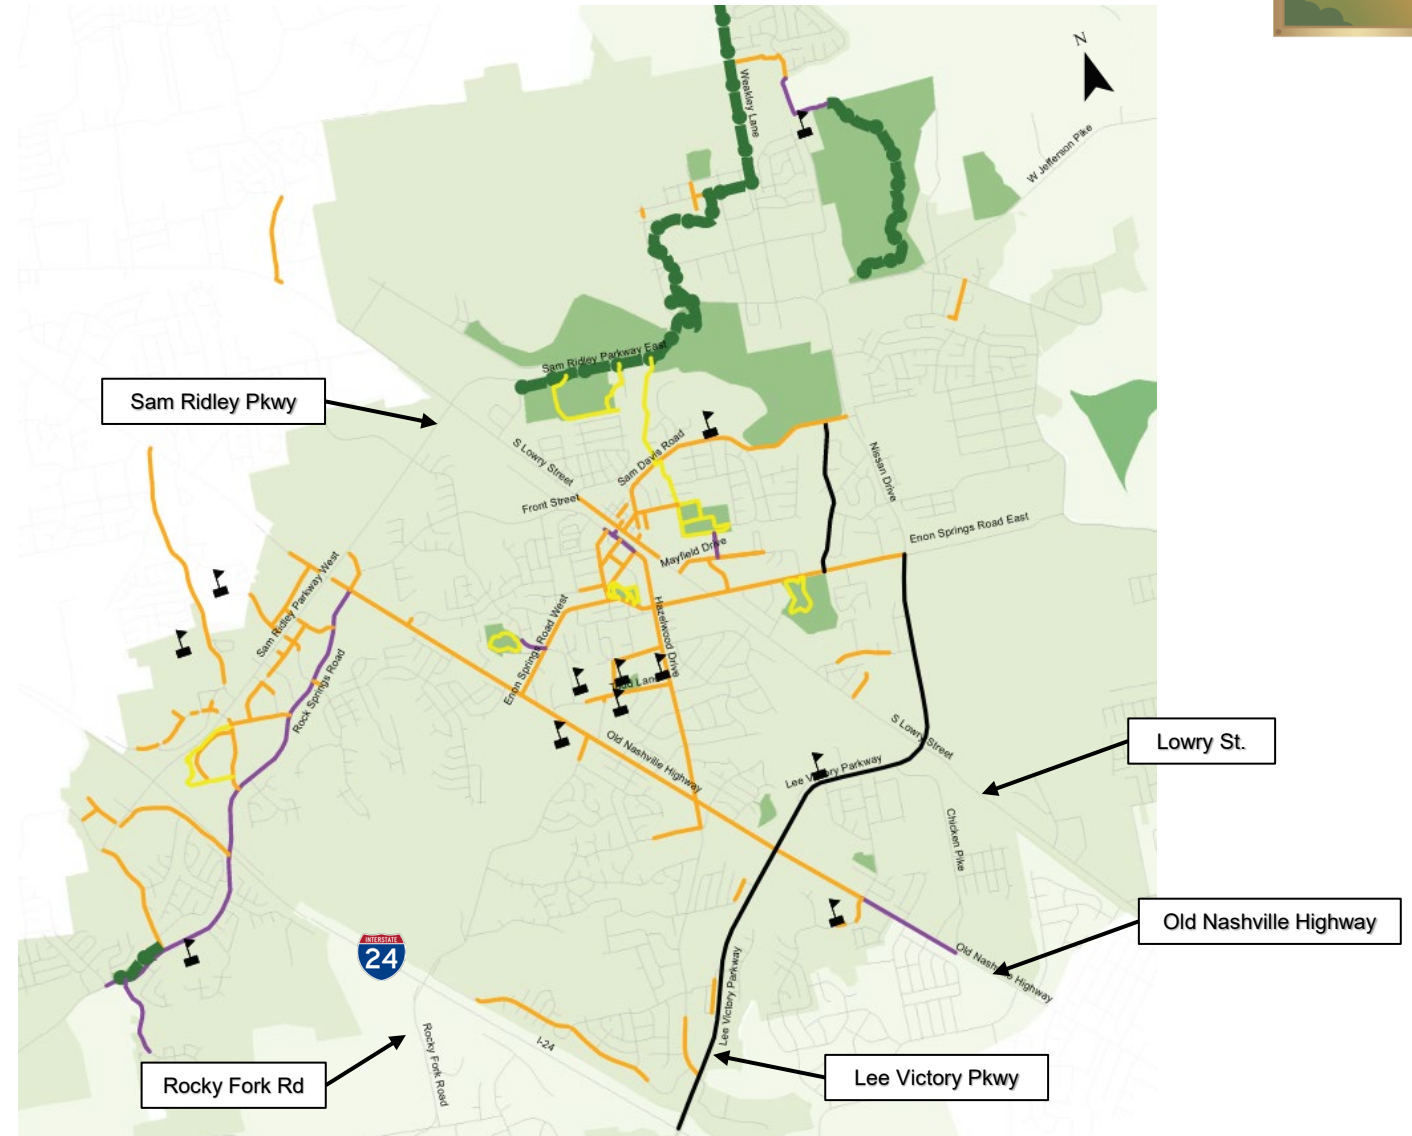 N
Weakley Lane
W Jefferson Pike
Sam Ridley Parkway East
Sam Ridley Pkwy
S Lowry Street
Sam Davis Road
Nissan Drive
Front Street
Enon Springs Road East
Mayfield Drive
Sam Ridley Parkway West
Enon Springs Road West
Hazelwood Drive
Rock Springs Road
Old Nashville Highway
S Lowry Street
Lowry St.
Lee Victory Parkway
Chicken Pike
Old Nashville Highway
INTERSTATE
24
Old Nashville Highway
Lee Victory Parkway
Rocky Fork Road
I-24
Rocky Fork Rd
Lee Victory Pkwy